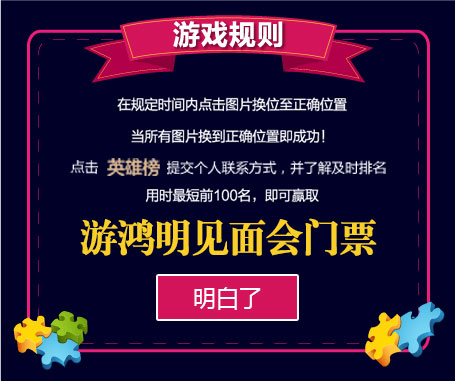 游戏规则
在规定时间内点击图片换位至正确位置
当所有图片换到正确位置即成功！
点击 英雄榜 提交个人联系方式，并了解及时排名
用时最短前100名，即可赢取
游鸿明见面会门票
明白了